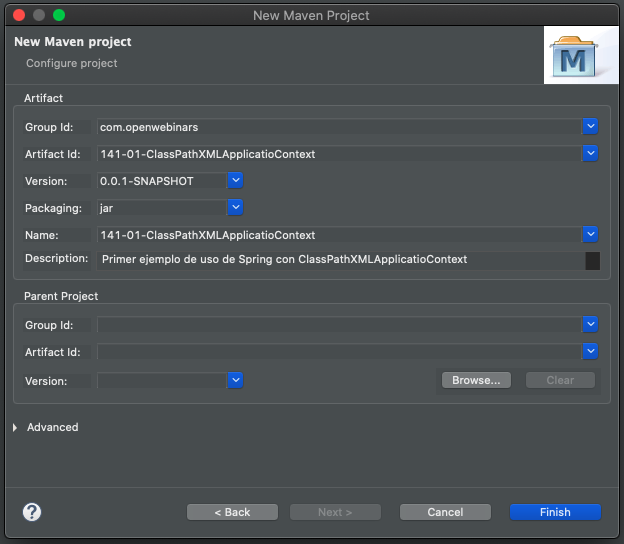 New Maven Project
New Maven project
Configure project
M
Artifact
Group Id: com.openwebinars
Artifact Id: 141-01-ClassPathXMLApplicatioContext
Version: 0.0.1-SNAPSHOT
Packaging: jar
Name: 141-01-ClassPathXMLApplicatioContext
Description: Primer ejemplo de uso de Spring con ClassPathXMLApplicatioContext
Parent Project
Group Id:
Artifact Id:
Version:
Browse... Clear
Advanced
? < Back Next > Cancel Finish